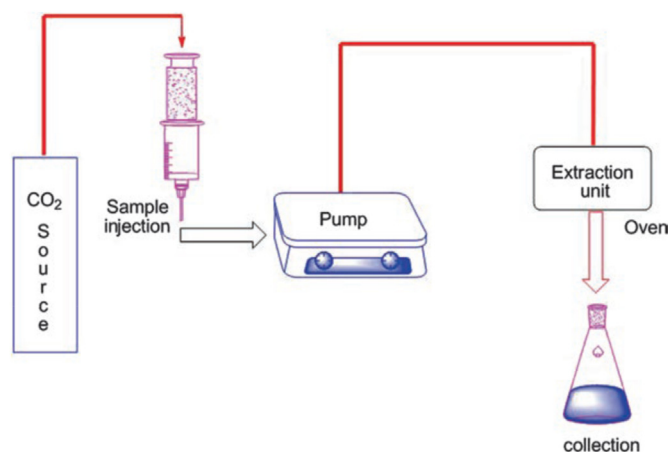 CO2
S
o
u
r
c
e
Sample
injection
Pump
Extraction
unit
Oven
collection